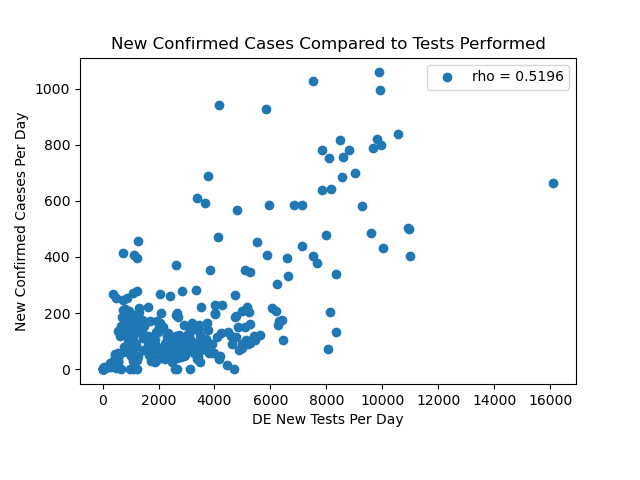 New Confirmed Cases Compared to Tests Performed
rho = 0.5196
New Confirmed Caeses Per Day
1000
800
600
400
200
0
0 2000 4000 6000 8000 10000 12000 14000 16000
DE New Tests Per Day